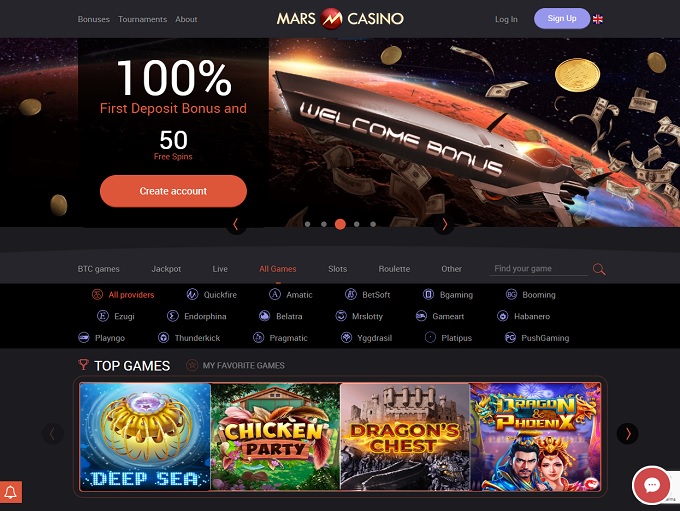 Bonuses Tournaments About
MARS CASINO
Log In
Sign Up
100%
First Deposit Bonus and
50
Free Spins
Create account
WELCOME BONUS
BTC games Jackpot Live All Games Slots Roulette Other Find your game
All providers Quickfire Amatic BetSoft Bgaming Booming
Ezugi Endorphina Belatra Mrslotty Gameart Habanero
Playngo Thunderkick Pragmatic Yggdrasil Platipus PushGaming
TOP GAMES MY FAVORITE GAMES
DEEP SEA
CHICKEN PARTY
DRAGON'S CHEST
DRAGON & PHOENIX